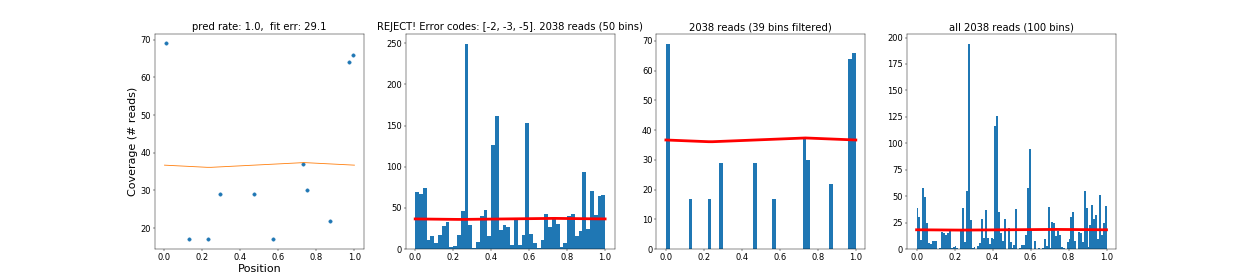 pred rate: 1.0, fit err: 29.1
REJECT! Error codes: [-2, -3, -5]. 2038 reads (50 bins)
2038 reads (39 bins filtered)
all 2038 reads (100 bins)
Coverage (# reads)
70
60
50
40
30
20
0.0 0.2 0.4 0.6 0.8 1.0
Position
250
200
150
100
50
0
0.0 0.2 0.4 0.6 0.8 1.0
70
60
50
40
30
20
10
0
0.0 0.2 0.4 0.6 0.8 1.0
200
175
150
125
100
75
50
25
0
0.0 0.2 0.4 0.6 0.8 1.0